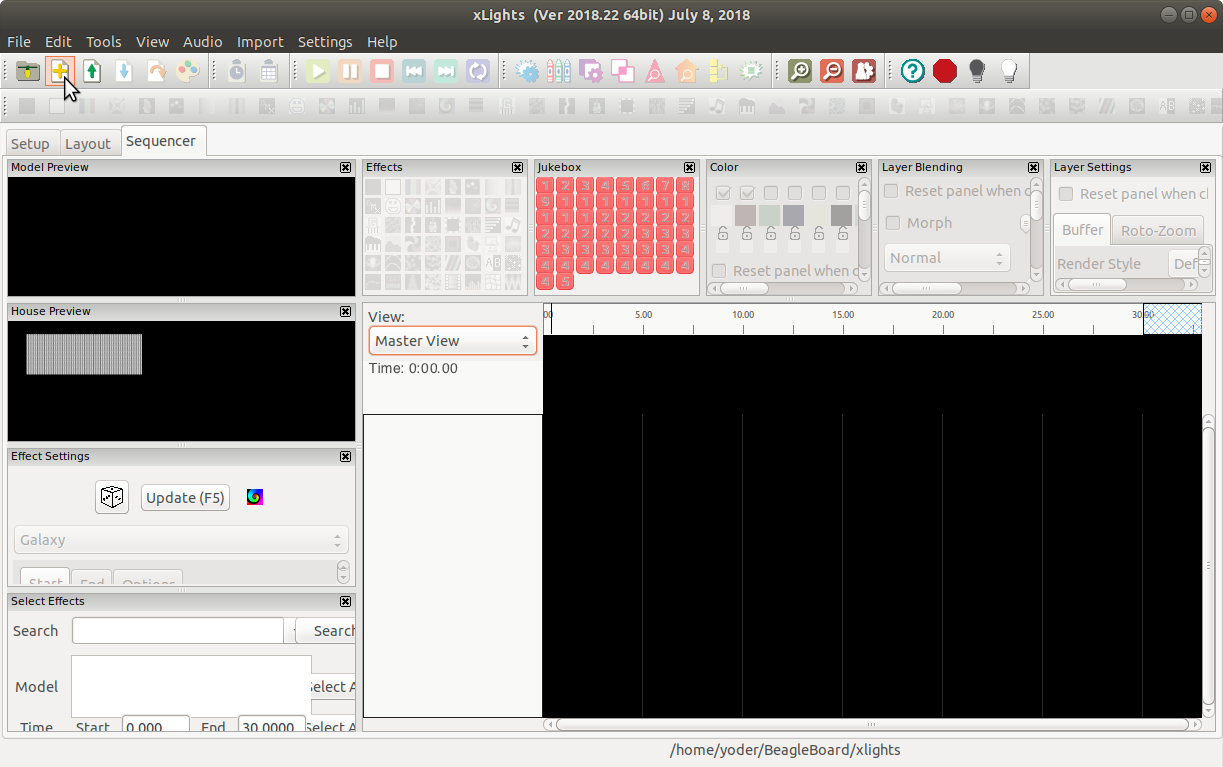 xLights (Ver 2018.22 64bit) July 8, 2018
File Edit Tools View Audio Import Settings Help
AB
Setup Layout Sequencer
Model Preview
Effects
AB
Jukebox
1 2 3 4 5 6 7 8
9 1 1 1 1 1 1 1
1 1 1 2 2 2 2 2
2 2 2 2 2 3 3 3
3 3 3 3 3 3 3 4
4 4 4 4 4 4 4 4
4 5
Color
Reset panel when c
Layer Blending
Reset panel when c
Morph
Normal
Layer Settings
Reset panel when cl
Buffer Roto-Zoom
Render Style Def
House Preview
View:
Master View
Time: 0:00.00
00 5.00 10.00 15.00 20.00 25.00 30.00
Effect Settings
Update (F5)
Galaxy
Start End Options
Select Effects
Search Search
Model Select A
Time Start 0.000 End 30.0000 Select A
/home/yoder/BeagleBoard/xlights